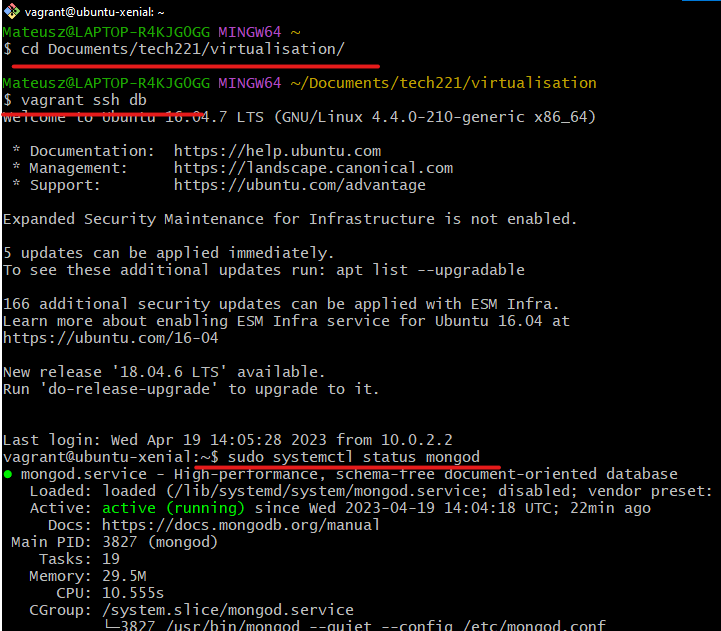 vagrant@ubuntu-xenial: ~
Mateusz@LAPTOP-R4KJGOGG MINGW64 ~
$ cd Documents/tech221/virtualisation/
Mateusz@LAPTOP-R4KJGOGG MINGW64 ~/Documents/tech221/virtualisation
$ vagrant ssh db
Welcome to Ubuntu 16.04.7 LTS (GNU/Linux 4.4.0-210-generic x86_64)
* Documentation:  https://help.ubuntu.com
* Management:     https://landscape.canonical.com
* Support:        https://ubuntu.com/advantage
Expanded Security Maintenance for Infrastructure is not enabled.
5 updates can be applied immediately.
To see these additional updates run: apt list --upgradable
166 additional security updates can be applied with ESM Infra.
Learn more about enabling ESM Infra service for Ubuntu 16.04 at
https://ubuntu.com/16-04
New release '18.04.6 LTS' available.
Run 'do-release-upgrade' to upgrade to it.
Last login: Wed Apr 19 14:05:28 2023 from 10.0.2.2
vagrant@ubuntu-xenial:~$ sudo systemctl status mongod
● mongod.service - High-performance, schema-free document-oriented database
Loaded: loaded (/lib/systemd/system/mongod.service; disabled; vendor preset:
Active: active (running) since Wed 2023-04-19 14:04:18 UTC; 22min ago
Docs: https://docs.mongodb.org/manual
Main PID: 3827 (mongod)
Tasks: 19
Memory: 29.5M
CPU: 10.555s
CGroup: /system.slice/mongod.service
└─3827 /usr/bin/mongod --quiet --config /etc/mongod.conf